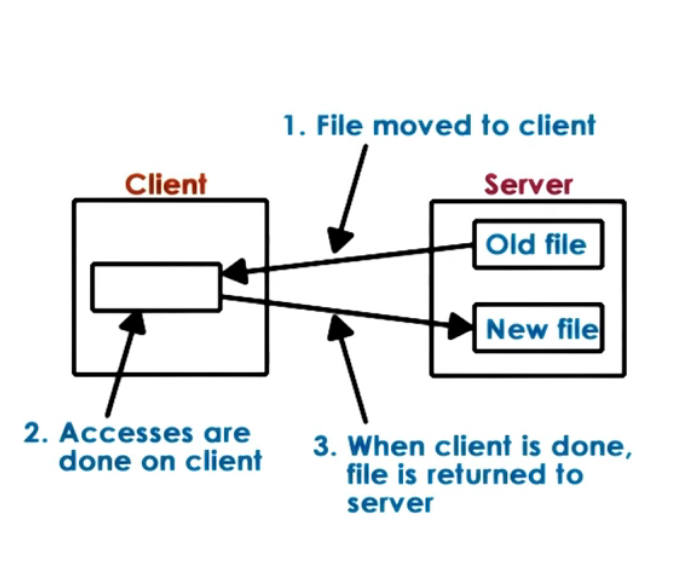 1. File moved to client
Client
Server
Old file
New file
2. Accesses are
done on client
3. When client is done,
file is returned to
server